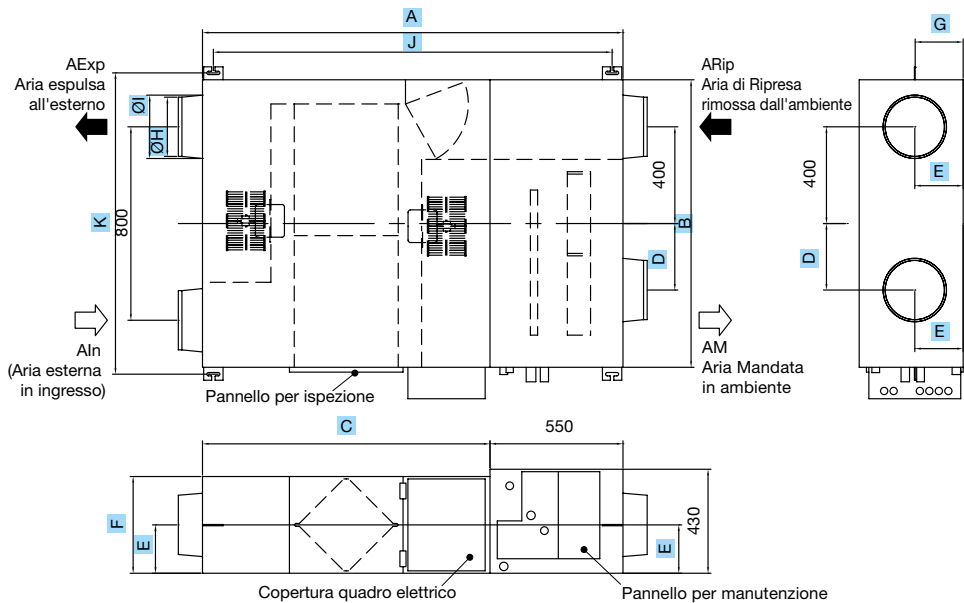 A
J
G
AExp
Aria espulsa
all'esterno
ØI
ØH
ARip
Aria di Ripresa
rimossa dall'ambiente
400
400
E
K
800
B
D
D
E
AIn
(Aria esterna
in ingresso)
AM
Aria Mandata
in ambiente
Pannello per ispezione
C
550
F
E
E
430
Copertura quadro elettrico
Pannello per manutenzione